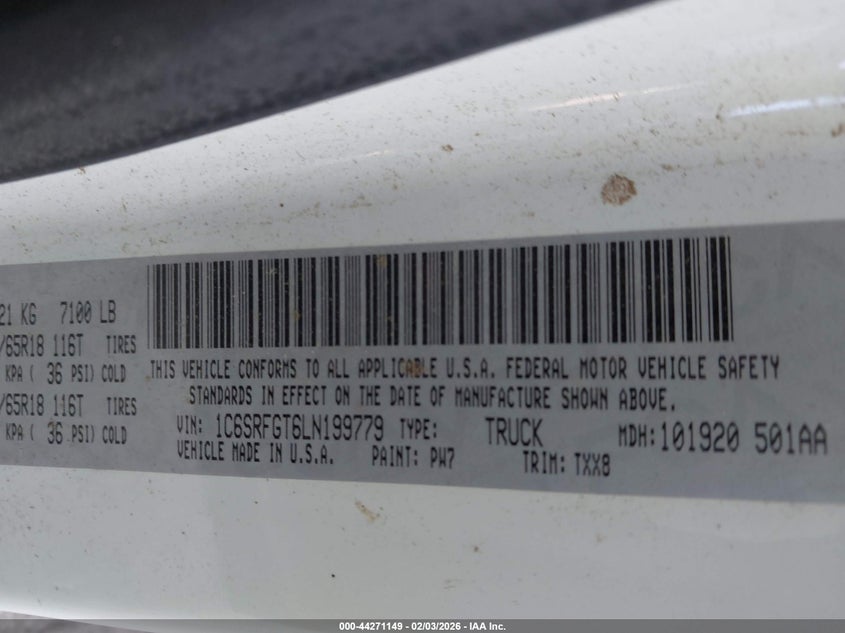 21 KG 7100 LB
/65R18 116T TIRES
KPA ( 36 PSI) COLD
/65R18 116T TIRES
KPA ( 36 PSI) COLD
THIS VEHICLE CONFORMS TO ALL APPLICABLE U.S.A. FEDERAL MOTOR VEHICLE SAFETY
STANDARDS IN EFFECT ON THE DATE OF MANUFACTURE SHOWN ABOVE.
VIN: 1C6SRFGT6LN199779 TYPE: TRUCK MDH: 101920 501AA
VEHICLE MADE IN U.S.A. PAINT: PW7 TRIM: TXX8
000-44271149 - 02/03/2026 - IAA Inc.